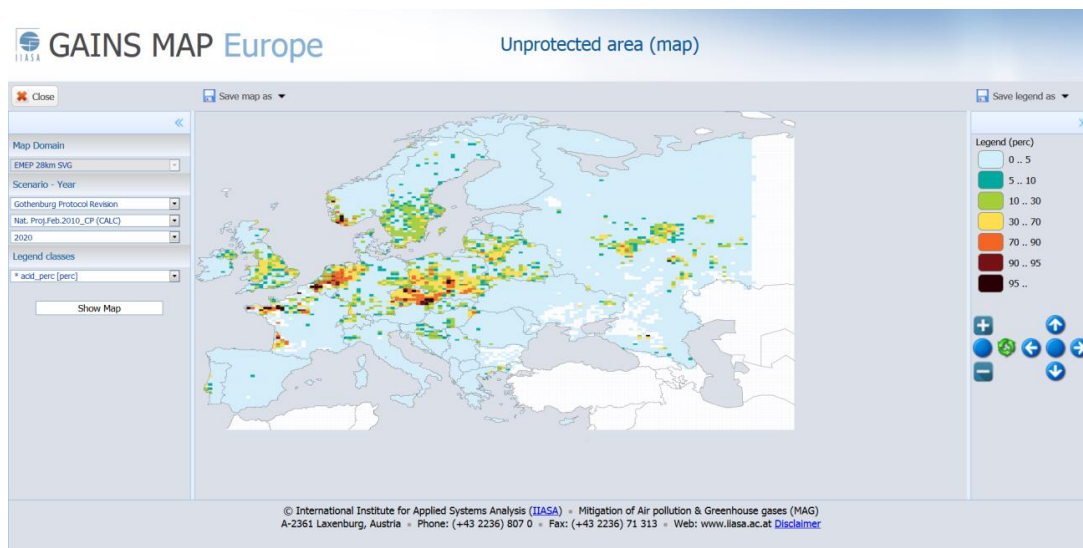 IIASA
GAINS MAP Europe
Unprotected area (map)
Close
Save map as
Save legend as
Map Domain
EMEP 28km SVG
Scenario - Year
Gothenburg Protocol Revision
Nat. Proj.Feb.2010_CP (CALC)
2020
Legend classes
* acid_perc [perc]
Show Map
Legend (perc)
0 .. 5
5 .. 10
10 .. 30
30 .. 70
70 .. 90
90 .. 95
95 ..
© International Institute for Applied Systems Analysis (IIASA) ▪ Mitigation of Air pollution & Greenhouse gases (MAG)
A-2361 Laxenburg, Austria ▪ Phone: (+43 2236) 807 0 ▪ Fax: (+43 2236) 71 313 ▪ Web: www.iiasa.ac.at Disclaimer